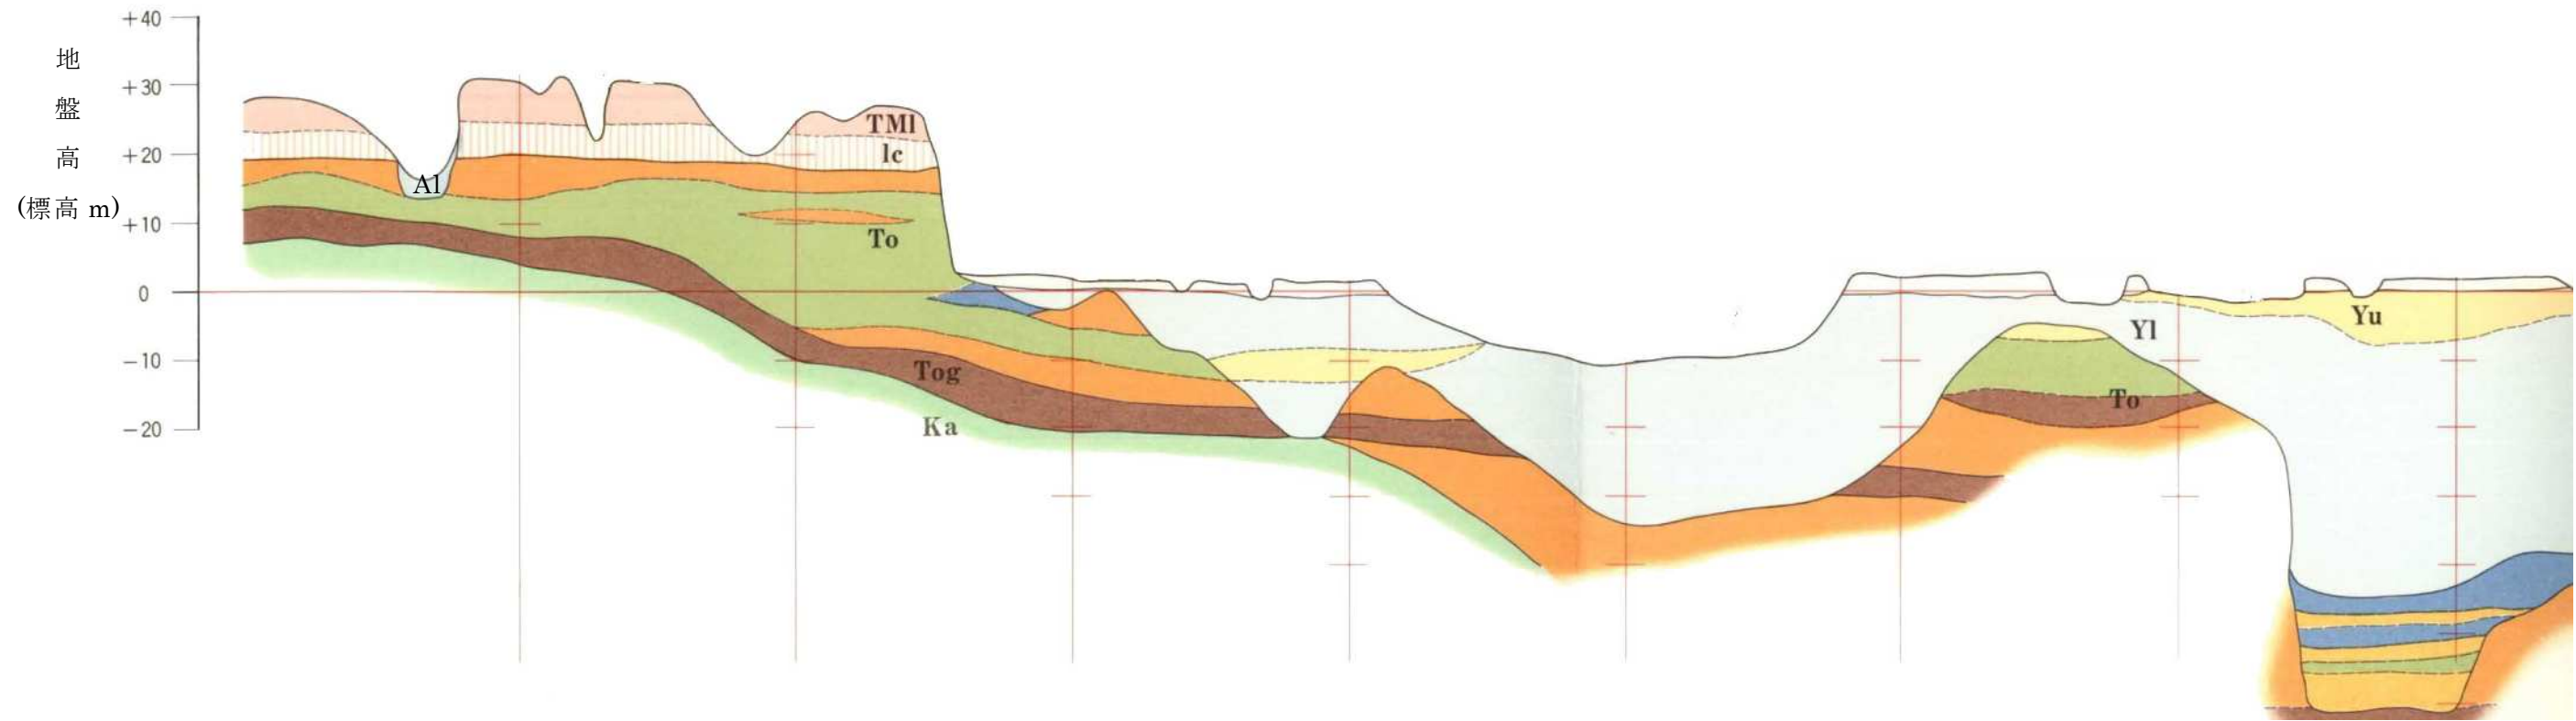 +40
+30
+20
+10
0
−10
−20
地
盤
高
(標高 m)
Al
TMl
lc
To
Tog
Ka
Yl
To
Yu